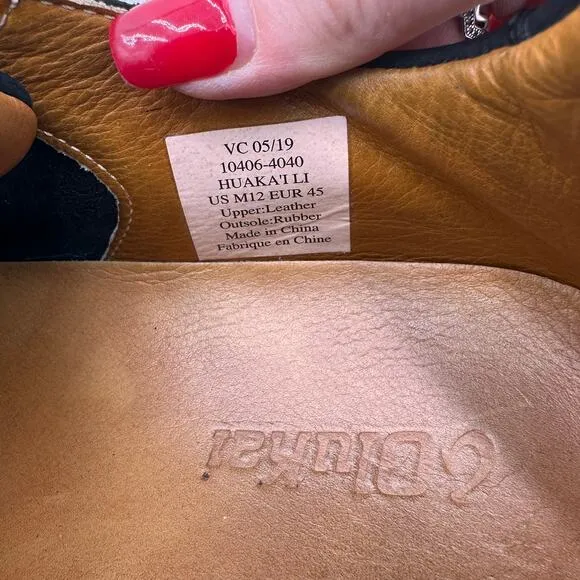 VC 05/19
10406-4040
HUAKA'I LI
US M12 EUR 45
Upper:Leather
Outsole:Rubber
Made in China
Fabrique en Chine
OluKai